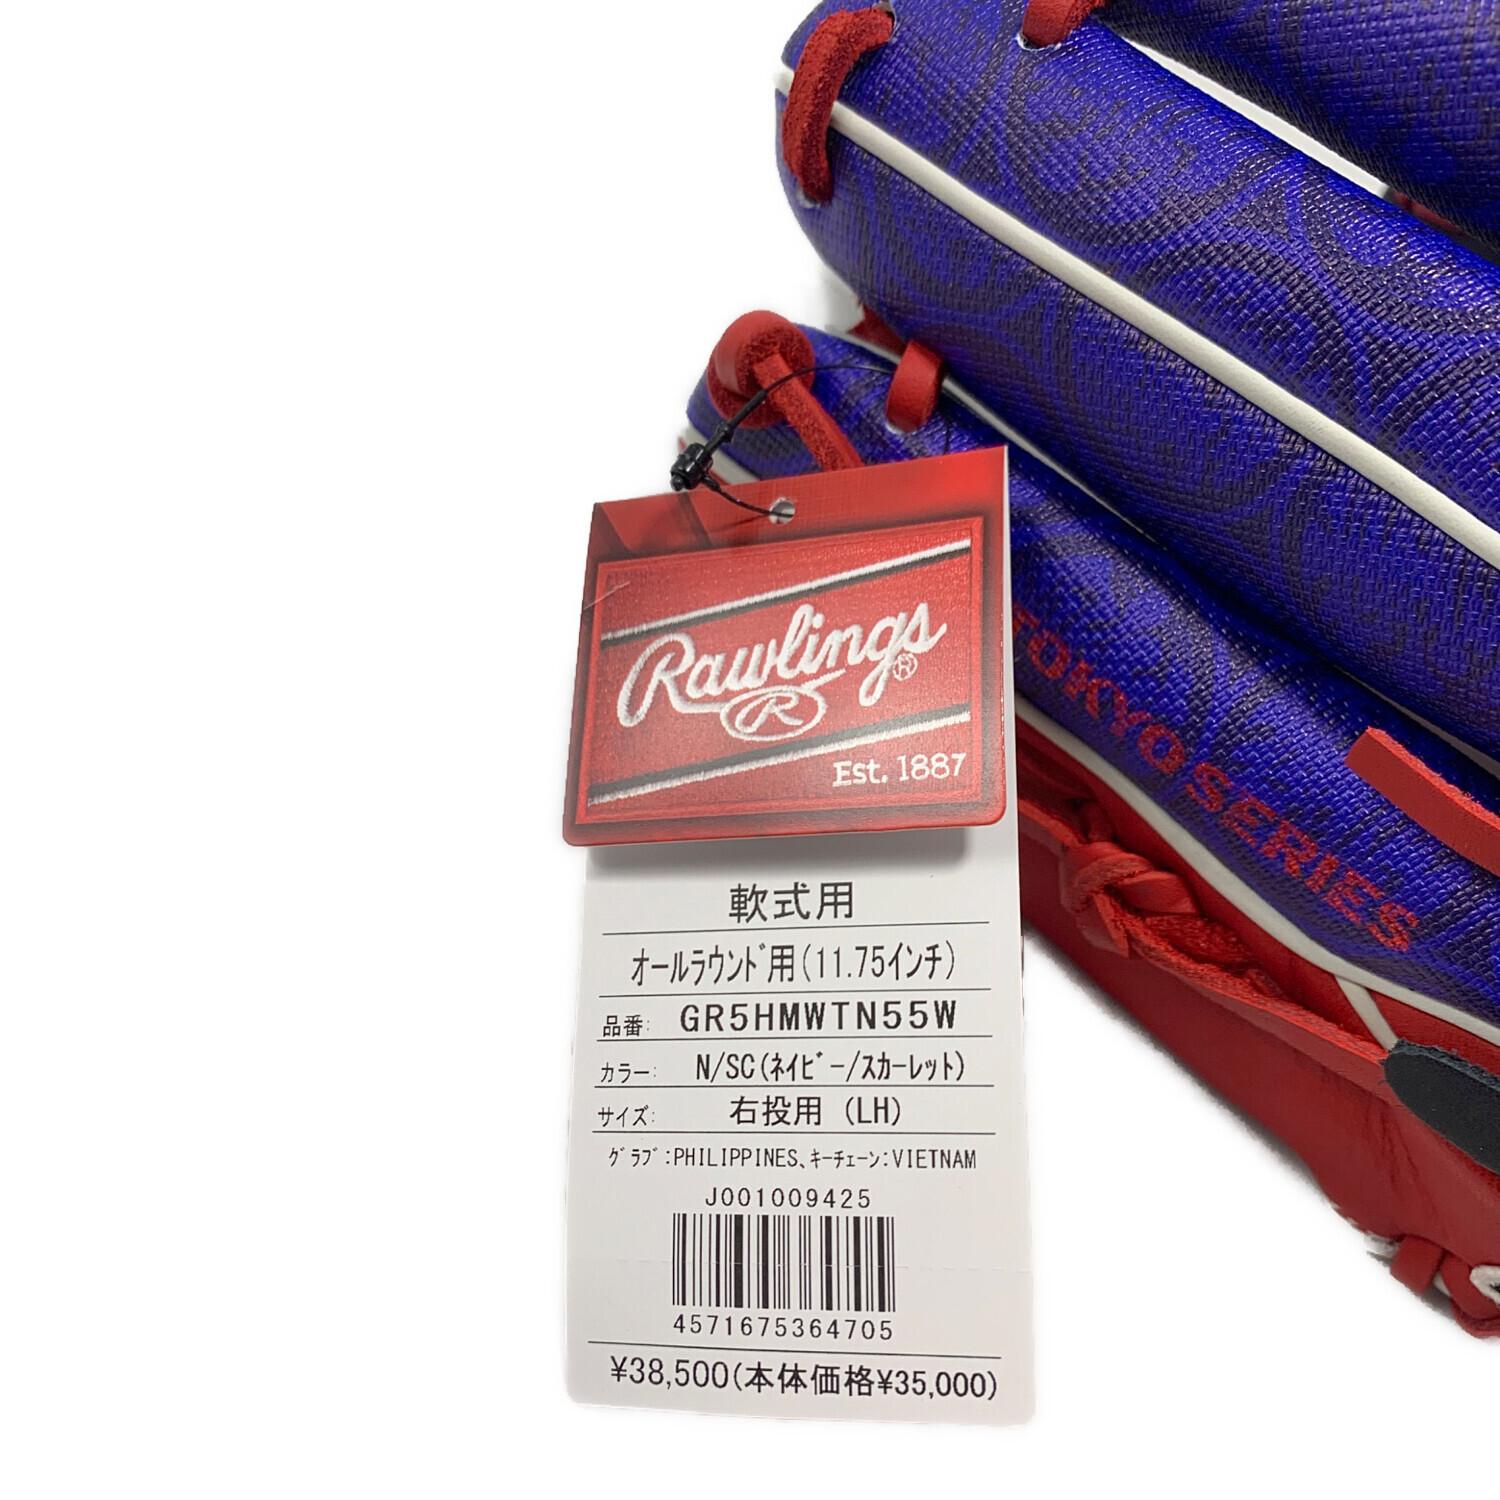 Rawlings®
R
Est. 1887
TOKYO SERIES
軟式用
オールラウンド用(11.75インチ)
品番: GR5HMWTN55W
カラー: N/SC(ネイビー/スカーレット)
サイズ: 右投用 (LH)
グラブ:PHILIPPINES、キーチェーン:VIETNAM
J001009425
4571675364705
¥38,500(本体価格¥35,000)